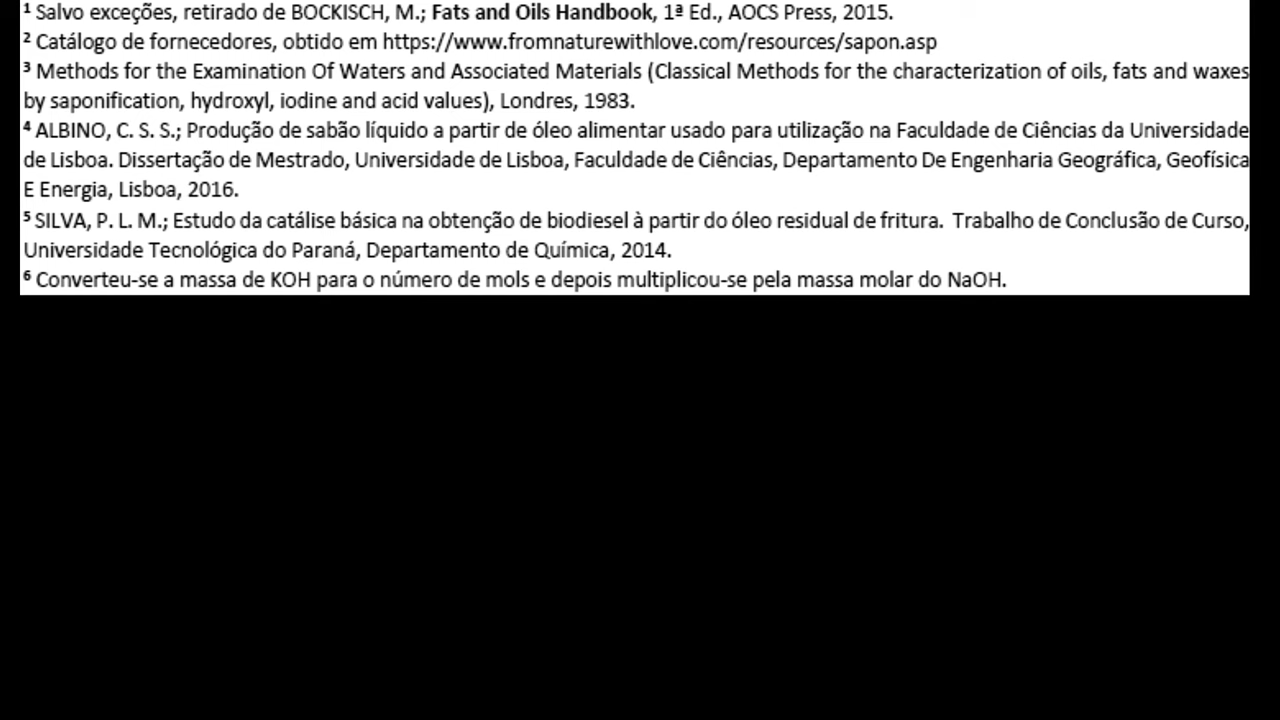 ¹ Salvo exceções, retirado de BOCKISCH, M.; Fats and Oils Handbook, 1ª Ed., AOCS Press, 2015.
² Catálogo de fornecedores, obtido em https://www.fromnaturewithlove.com/resources/sapon.asp
³ Methods for the Examination Of Waters and Associated Materials (Classical Methods for the characterization of oils, fats and waxes
by saponification, hydroxyl, iodine and acid values), Londres, 1983.
⁴ ALBINO, C. S. S.; Produção de sabão líquido a partir de óleo alimentar usado para utilização na Faculdade de Ciências da Universidade
de Lisboa. Dissertação de Mestrado, Universidade de Lisboa, Faculdade de Ciências, Departamento De Engenharia Geográfica, Geofísica
E Energia, Lisboa, 2016.
⁵ SILVA, P. L. M.; Estudo da catálise básica na obtenção de biodiesel à partir do óleo residual de fritura. Trabalho de Conclusão de Curso,
Universidade Tecnológica do Paraná, Departamento de Química, 2014.
⁶ Converteu-se a massa de KOH para o número de mols e depois multiplicou-se pela massa molar do NaOH.